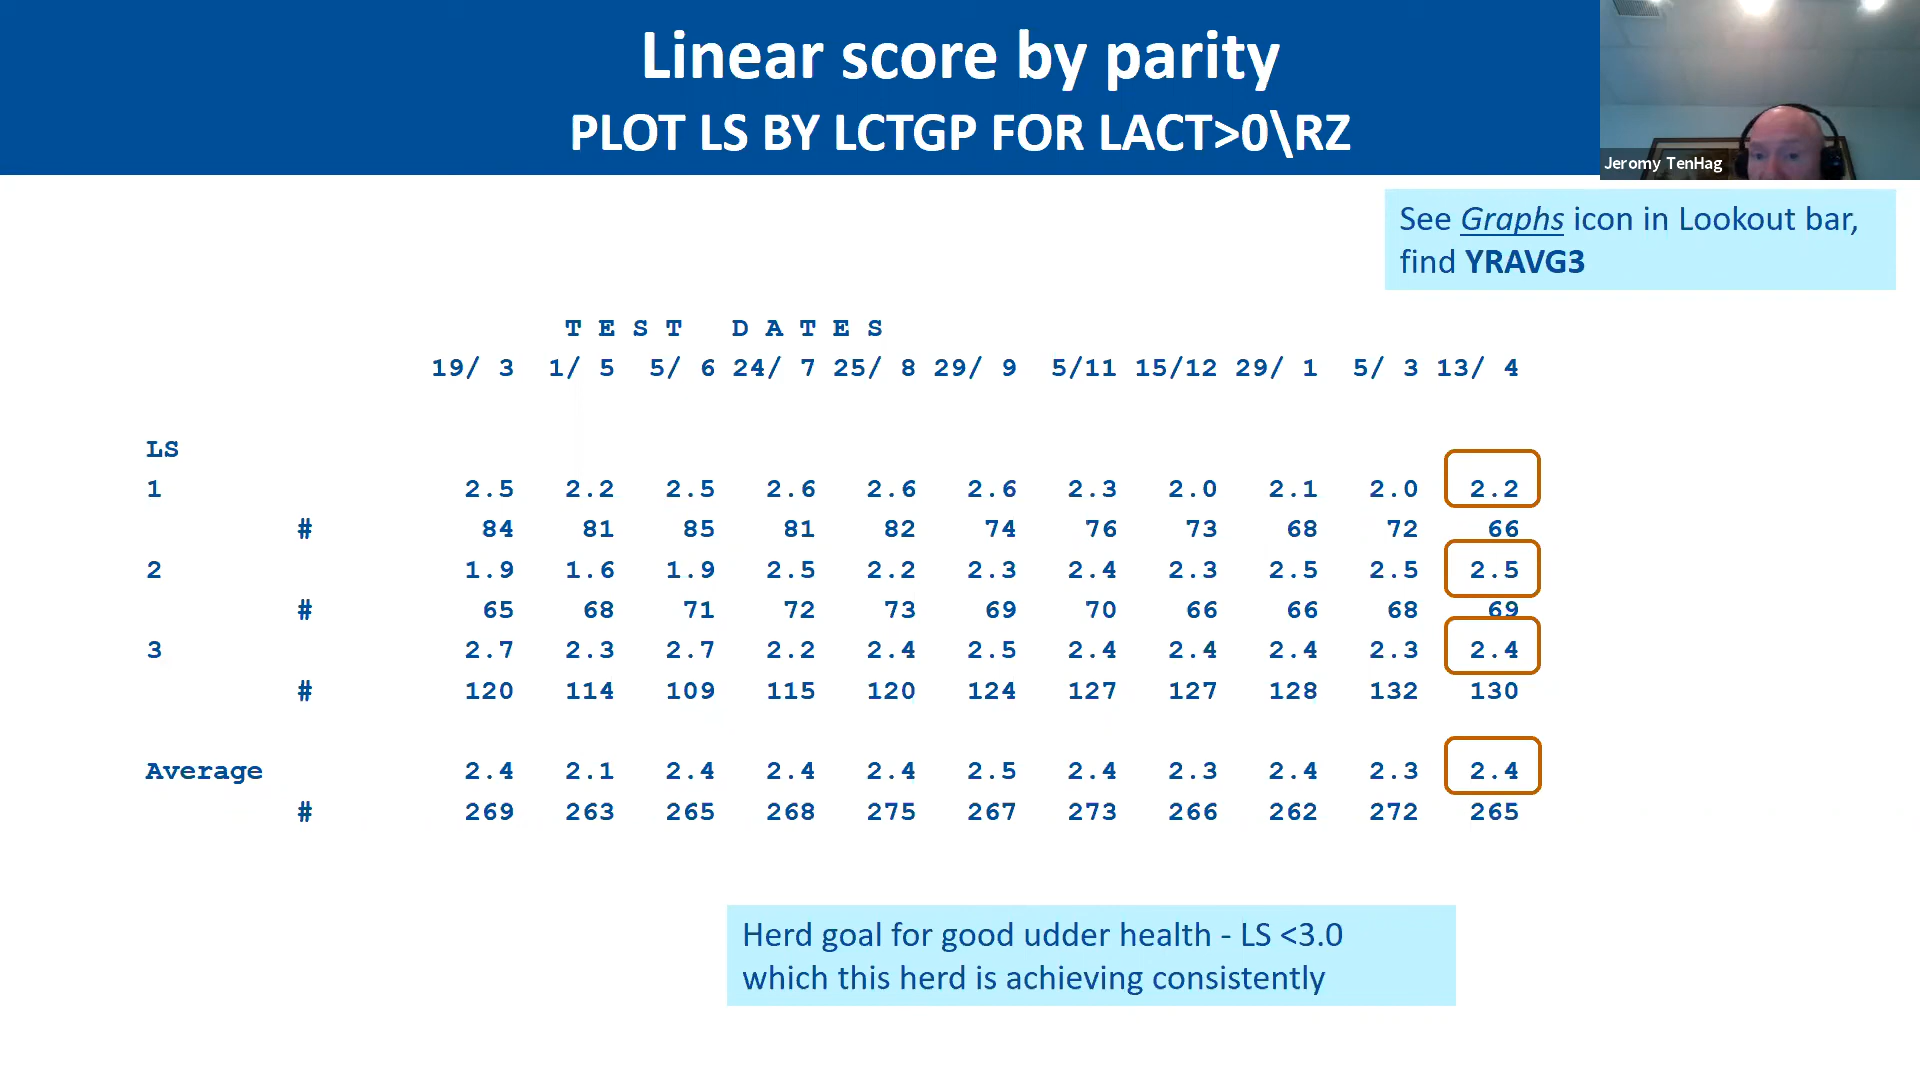 Linear score by parity
PLOT LS BY LCTGP FOR LACT>0\RZ
Jeromy TenHag
See Graphs icon in Lookout bar,
find YRAVG3
T E S T   D A T E S
19/ 3   1/ 5   5/ 6   24/ 7   25/ 8   29/ 9   5/11   15/12   29/ 1   5/ 3   13/ 4
LS
1   2.5   2.2   2.5   2.6   2.6   2.6   2.3   2.0   2.1   2.0   2.2
#   84   81   85   81   82   74   76   73   68   72   66
2   1.9   1.6   1.9   2.5   2.2   2.3   2.4   2.3   2.5   2.5   2.5
#   65   68   71   72   73   69   70   66   66   68   69
3   2.7   2.3   2.7   2.2   2.4   2.5   2.4   2.4   2.4   2.3   2.4
#   120   114   109   115   120   124   127   127   128   132   130
Average   2.4   2.1   2.4   2.4   2.4   2.5   2.4   2.3   2.4   2.3   2.4
#   269   263   265   268   275   267   273   266   262   272   265
Herd goal for good udder health - LS <3.0
which this herd is achieving consistently